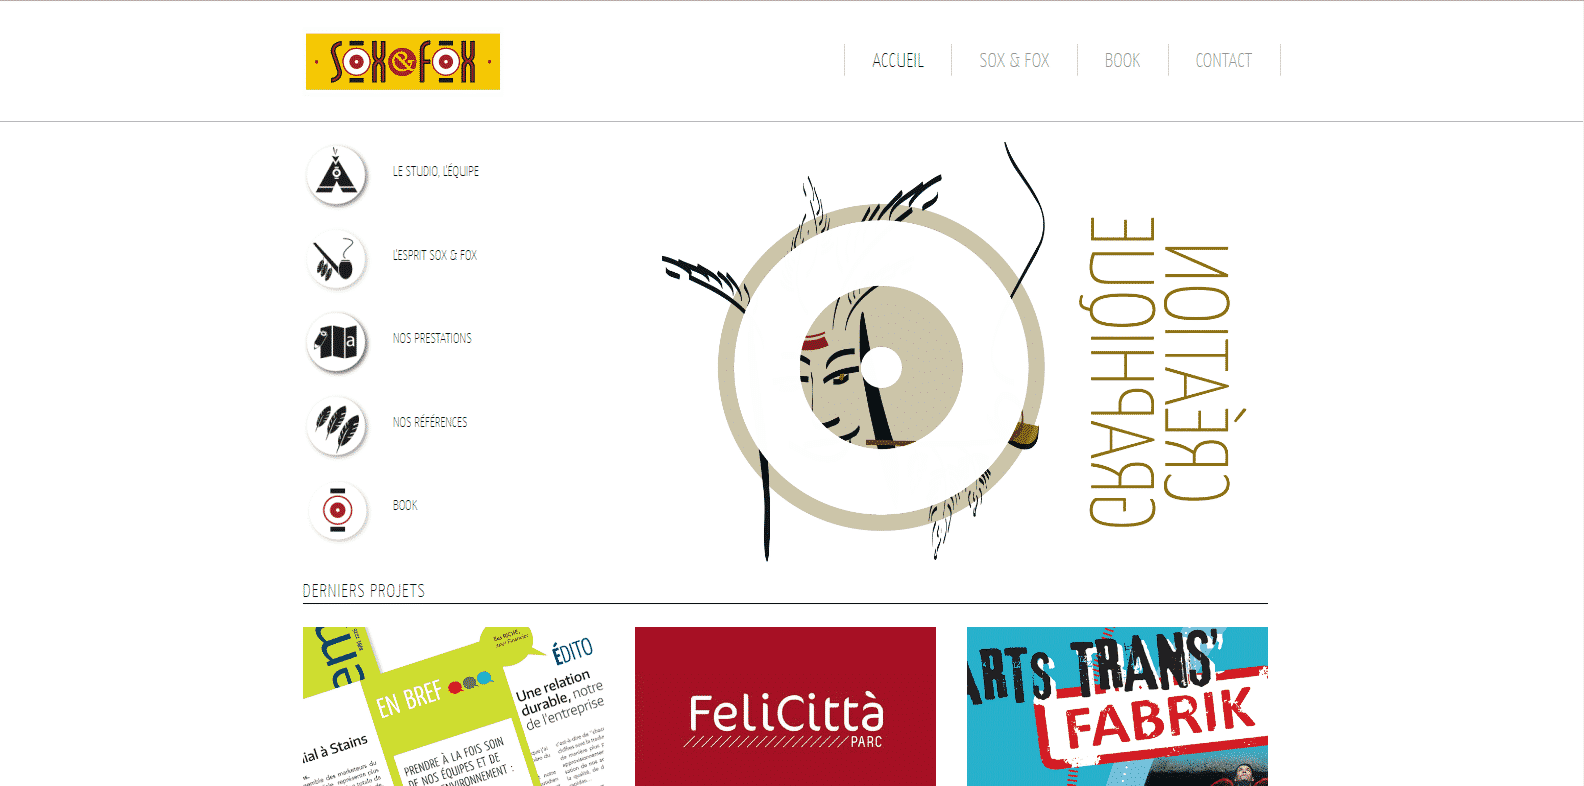 SOX&FOX
ACCUEIL
SOX & FOX
BOOK
CONTACT
LE STUDIO, L'ÉQUIPE
L'ESPRIT SOX & FOX
a
NOS PRESTATIONS
NOS RÉFÉRENCES
BOOK
CRÉATION
GRAPHIQUE
DERNIERS PROJETS
EN BREF
ÉDITO
Une relation
durable, notre
de l'entreprise
ial à Stains
PRENDRE À LA FOIS SOIN
DE NOS ÉQUIPES ET DE
FeliCittà
PARC
ARTS TRANS'
FABRIK